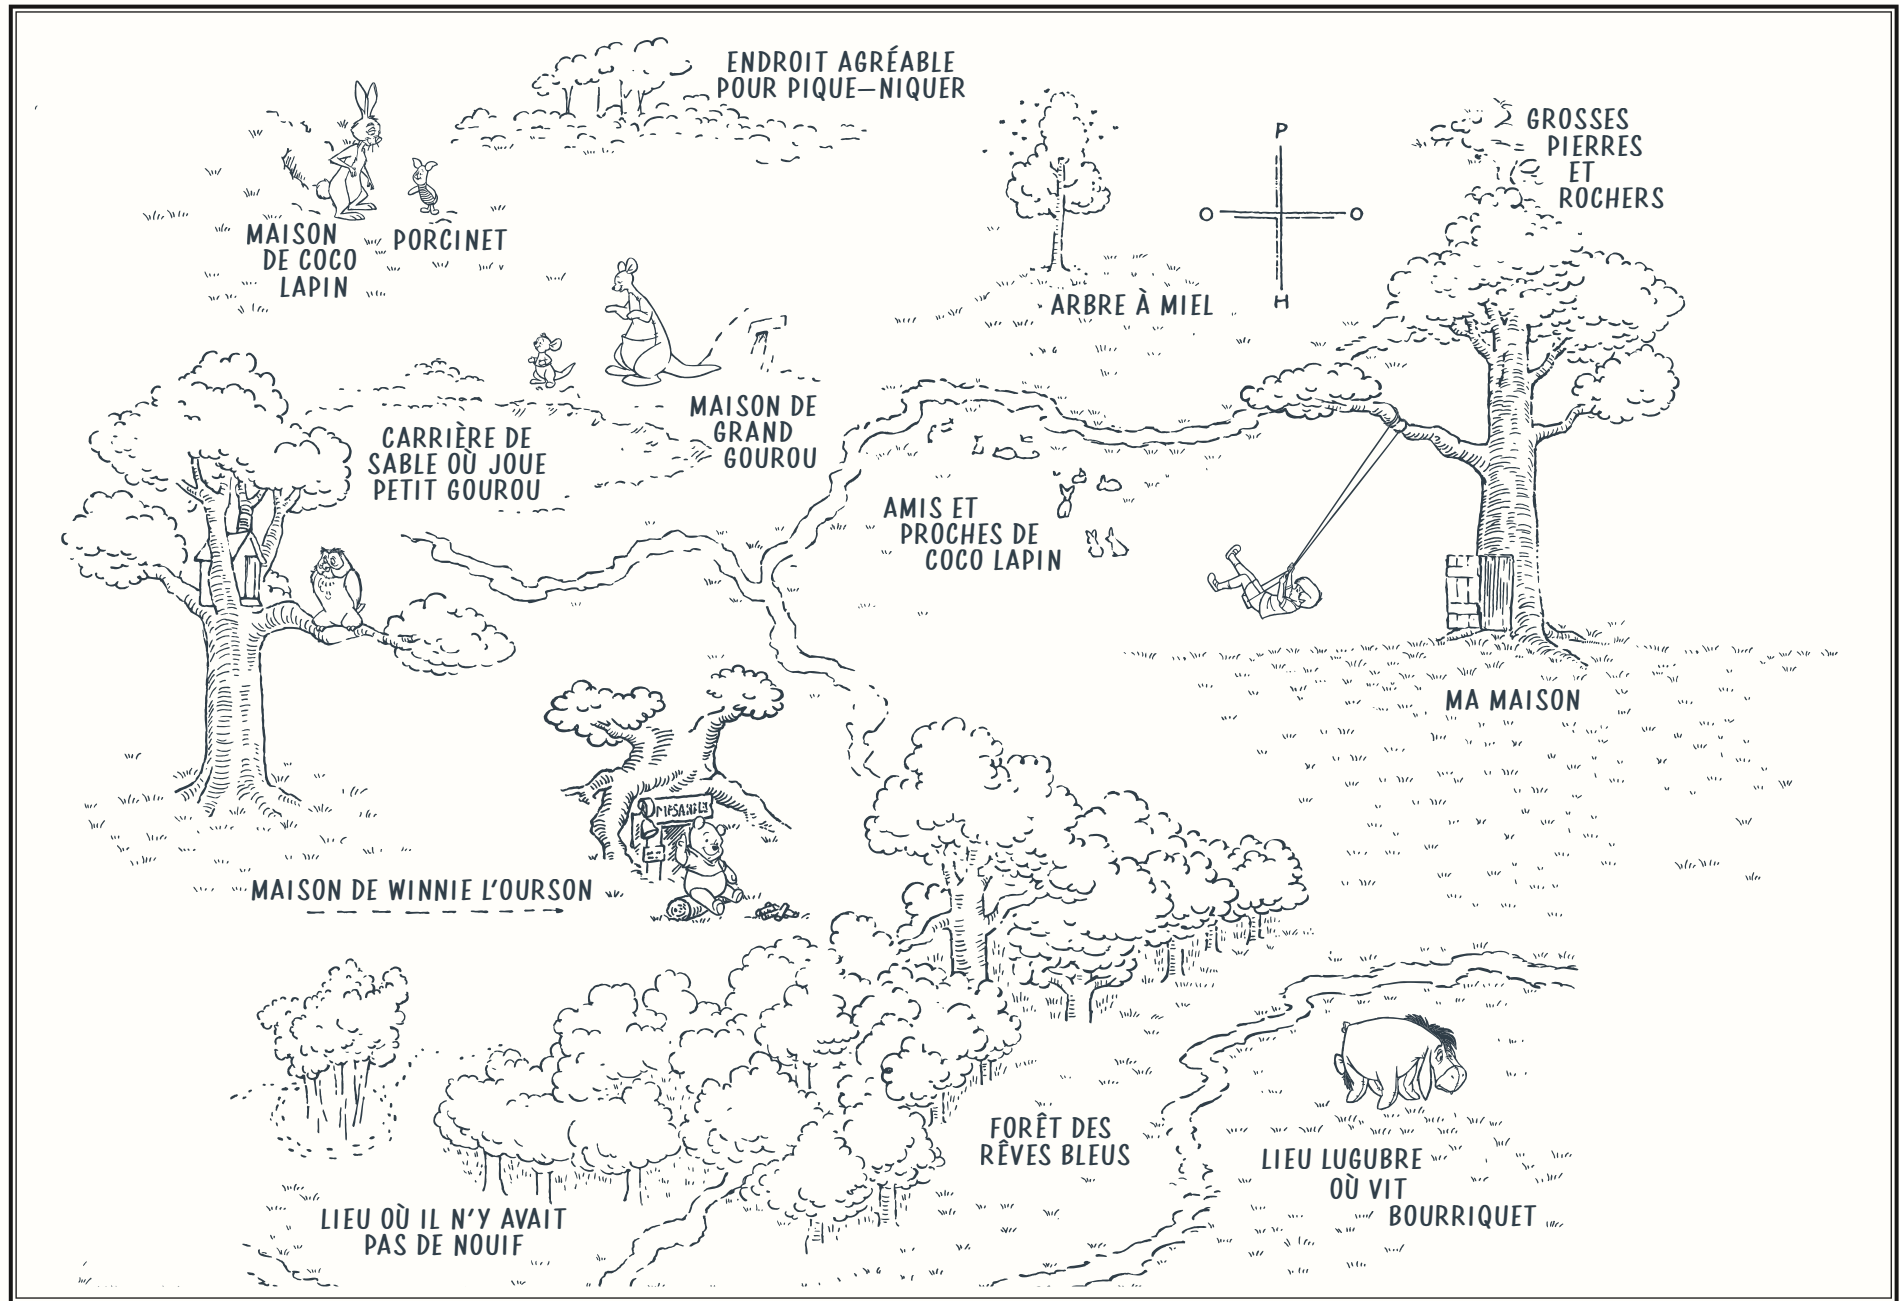 ENDROIT AGRÉABLE
POUR PIQUE–NIQUER
GROSSES
PIERRES
ET
ROCHERS
P
O
O
H
MAISON
DE COCO
LAPIN
PORCINET
ARBRE À MIEL
MAISON DE
GRAND
GOUROU
CARRIÈRE DE
SABLE OÙ JOUE
PETIT GOUROU
AMIS ET
PROCHES DE
COCO LAPIN
MA MAISON
MAISON DE WINNIE L'OURSON
FORÊT DES
RÊVES BLEUS
LIEU LUGUBRE
OÙ VIT
BOURRIQUET
LIEU OÙ IL N'Y AVAIT
PAS DE NOUIF